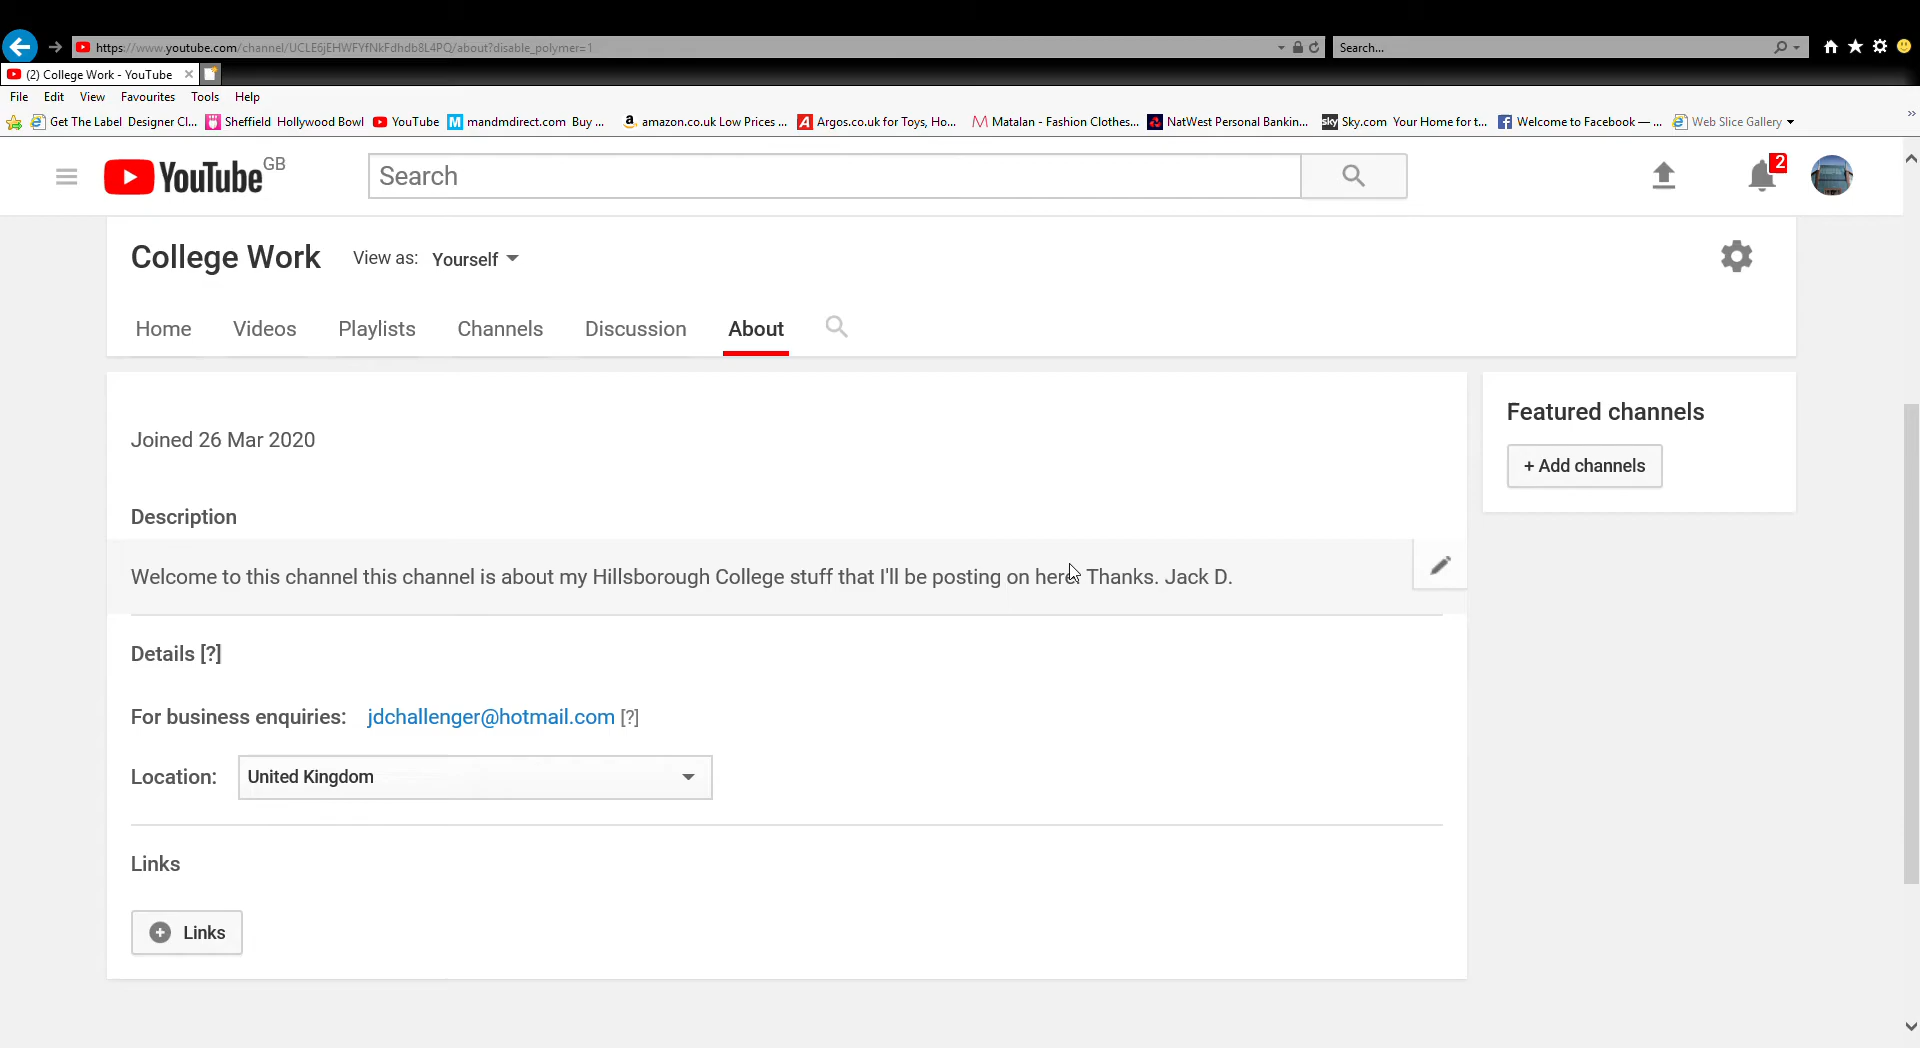 https://www.youtube.com/channel/UCLE6jEHWFYfNkFdhdb8L4PQ/about?disable_polymer=1
Search...
(2) College Work - YouTube
File Edit View Favourites Tools Help
Get The Label Designer Cl... Sheffield Hollywood Bowl YouTube M mandmdirect.com Buy ... a amazon.co.uk Low Prices ... A Argos.co.uk for Toys, Ho... M Matalan - Fashion Clothes... NatWest Personal Bankin... sky Sky.com Your Home for t... f Welcome to Facebook — ... Web Slice Gallery »
YouTube GB
Search
2
College Work View as: Yourself
Home Videos Playlists Channels Discussion About
Joined 26 Mar 2020
Featured channels
+ Add channels
Description
Welcome to this channel this channel is about my Hillsborough College stuff that I'll be posting on here. Thanks. Jack D.
Details [?]
For business enquiries: jdchallenger@hotmail.com [?]
Location: United Kingdom
Links
Links